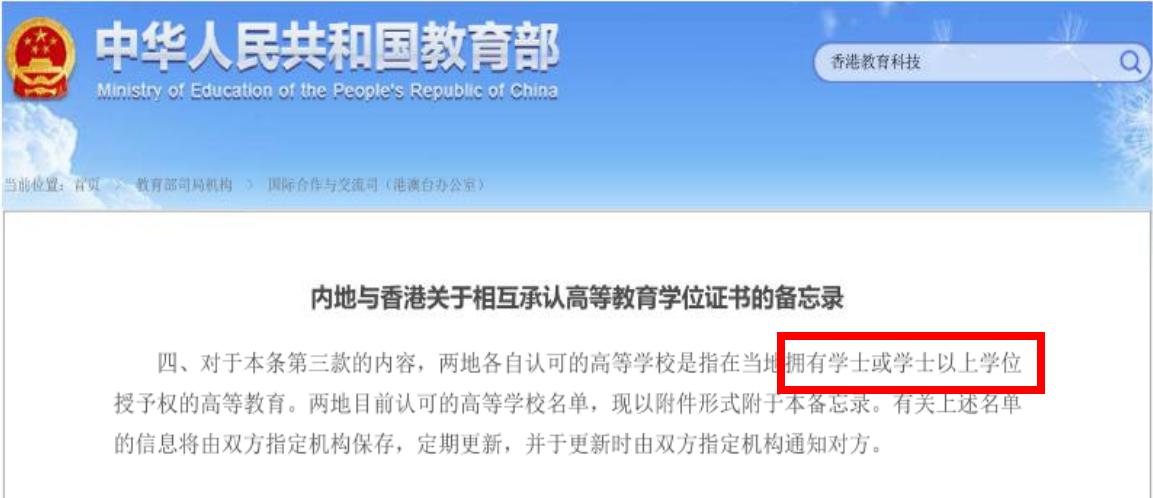 中华人民共和国教育部
Ministry of Education of the People's Republic of China
香港教育科技
当前位置：首页 > 教育部司局机构 > 国际合作与交流司（港澳台办公室）
内地与香港关于相互承认高等教育学位证书的备忘录
四、对于本条第三款的内容，两地各自认可的高等学校是指在当地拥有学士或学士以上学位
授予权的高等教育。两地目前认可的高等学校名单，现以附件形式附于本备忘录。有关上述名单
的信息将由双方指定机构保存，定期更新，并于更新时由双方指定机构通知对方。